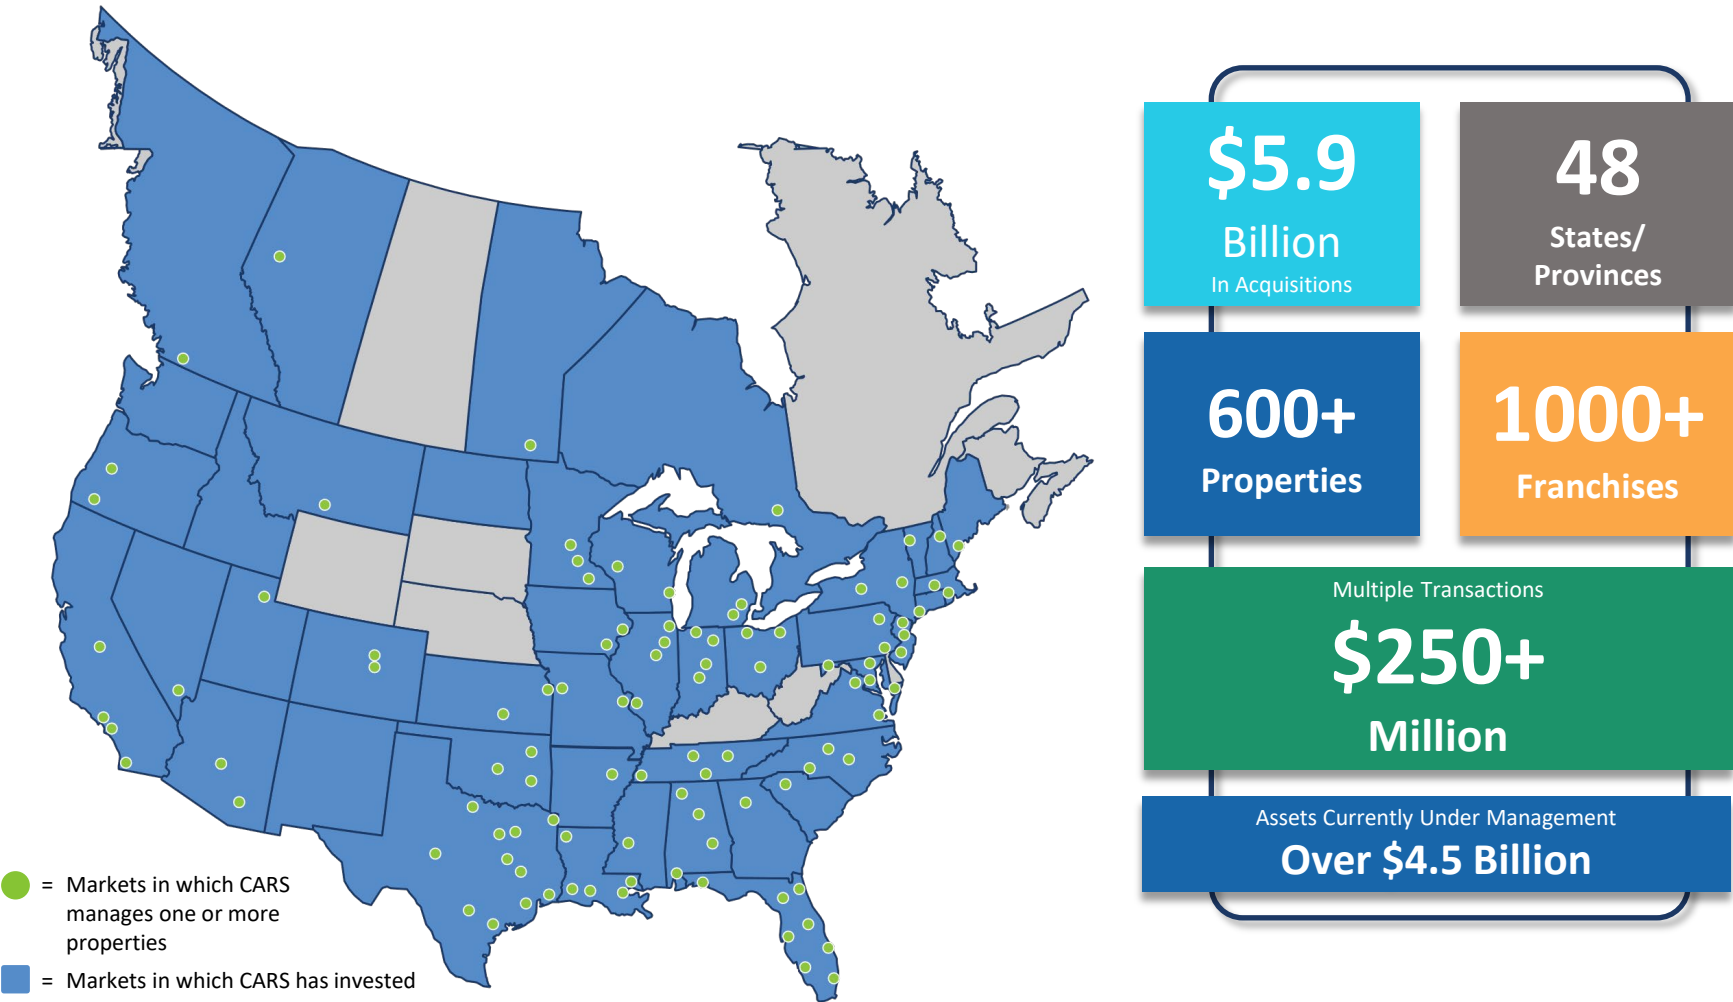 $5.9
Billion
In Acquisitions
48
States/
Provinces
600+
Properties
1000+
Franchises
Multiple Transactions
$250+
Million
Assets Currently Under Management
Over $4.5 Billion
= Markets in which CARS
manages one or more
properties
= Markets in which CARS has invested